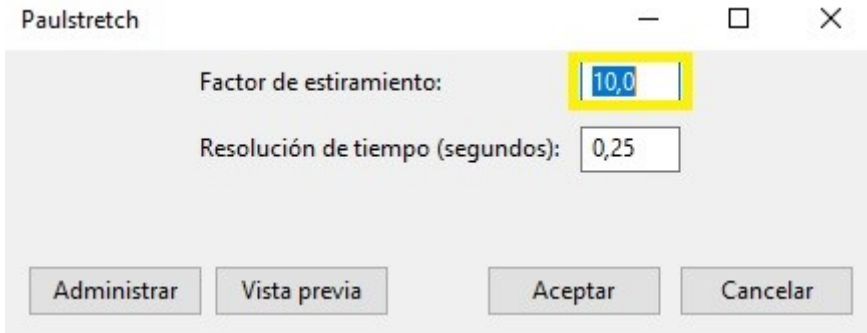 Paulstretch
Factor de estiramiento: 10,0
Resolución de tiempo (segundos): 0,25
Administrar Vista previa Aceptar Cancelar